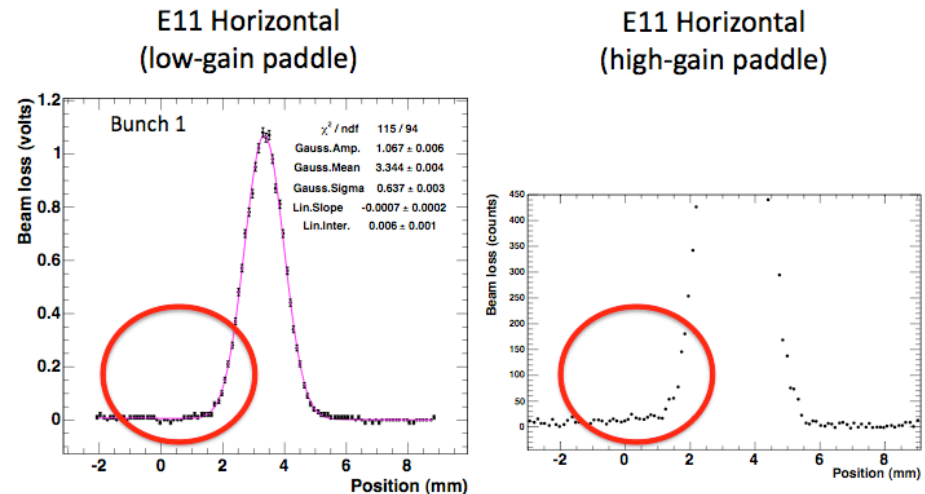 E11 Horizontal
(low-gain paddle)
E11 Horizontal
(high-gain paddle)
Beam loss (volts)
1.2
1
0.8
0.6
0.4
0.2
0
Bunch 1
χ² / ndf 115 / 94
Gauss.Amp. 1.067 ± 0.006
Gauss.Mean 3.344 ± 0.004
Gauss.Sigma 0.637 ± 0.003
Lin.Slope -0.0007 ± 0.0002
Lin.Inter. 0.006 ± 0.001
-2 0 2 4 6 8
Position (mm)
Beam loss (counts)
450
400
350
300
250
200
150
100
50
0
-2 0 2 4 6 8
Position (mm)